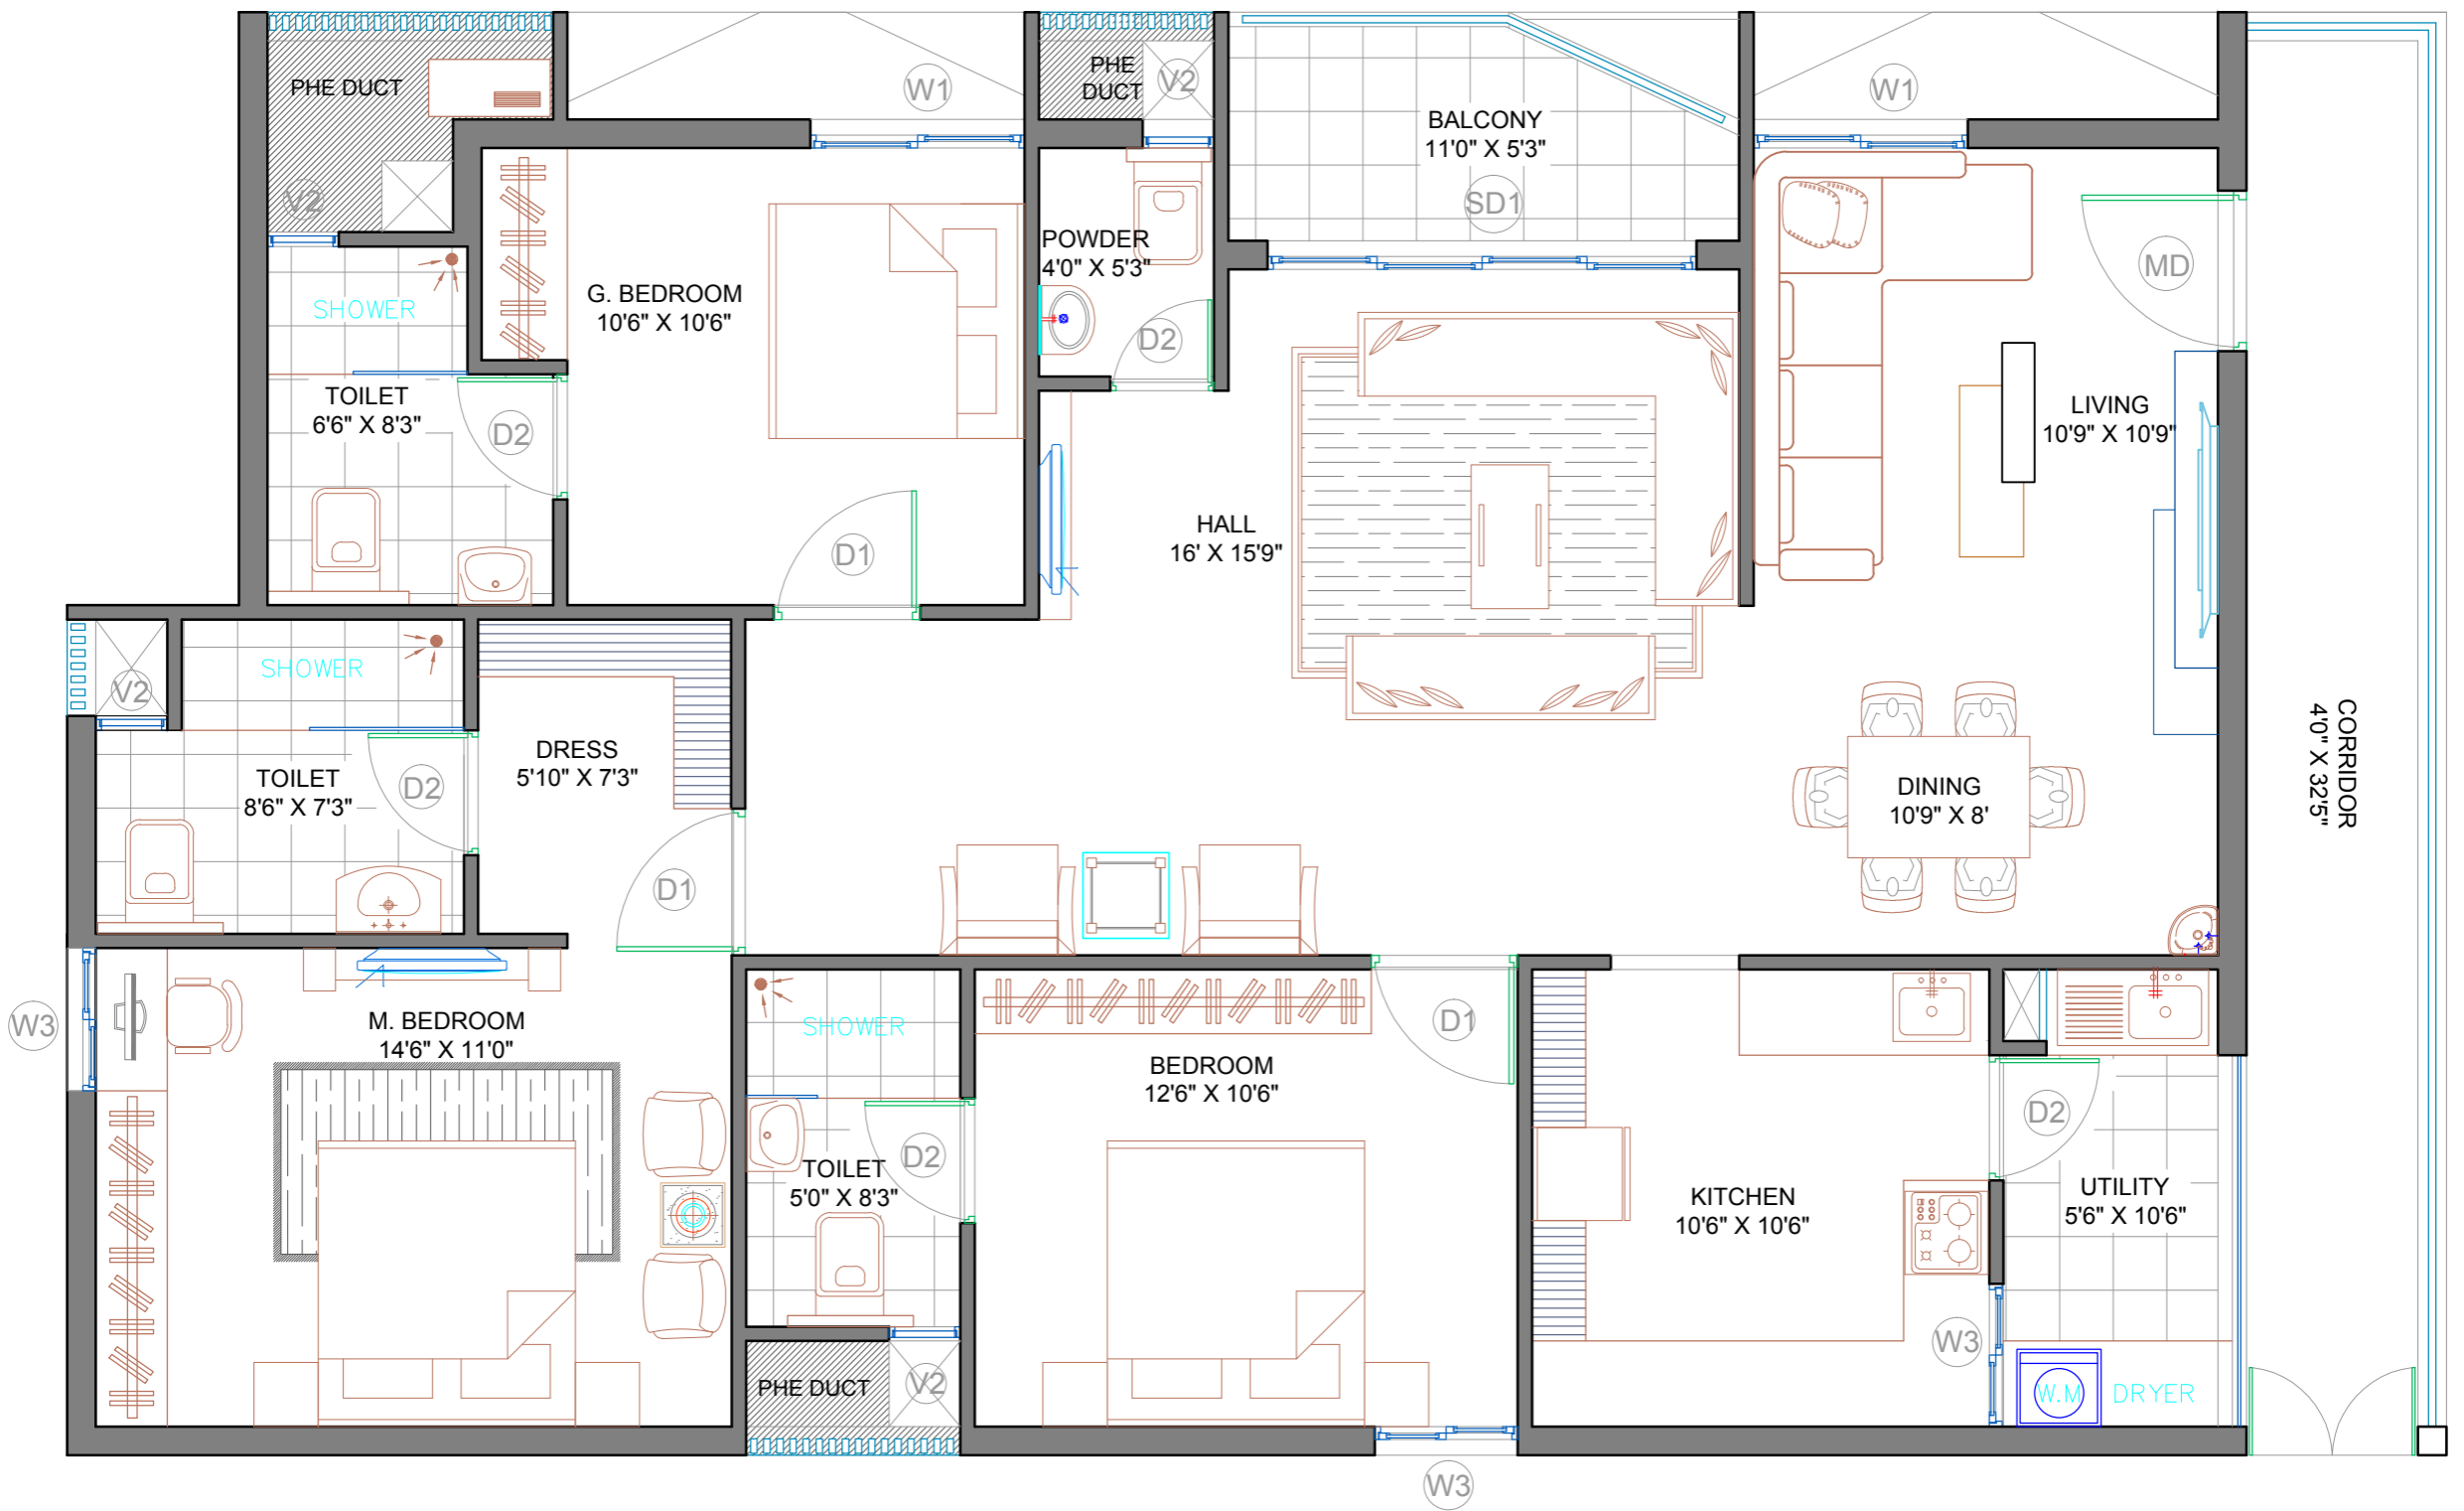 PHE DUCT
W1
PHE
DUCT
V2
BALCONY
11'0" X 5'3"
SD1
W1
V2
MD
POWDER
4'0" X 5'3"
D2
SHOWER
G. BEDROOM
10'6" X 10'6"
TOILET
6'6" X 8'3"
D2
LIVING
10'9" X 10'9"
D1
HALL
16' X 15'9"
SHOWER
V2
DRESS
5'10" X 7'3"
TOILET
8'6" X 7'3"
D2
DINING
10'9" X 8'
CORRIDOR
4'0" X 32'5"
D1
W3
M. BEDROOM
14'6" X 11'0"
SHOWER
D1
BEDROOM
12'6" X 10'6"
D2
TOILET
5'0" X 8'3"
D2
KITCHEN
10'6" X 10'6"
UTILITY
5'6" X 10'6"
W3
PHE DUCT
V2
W.M
DRYER
W3